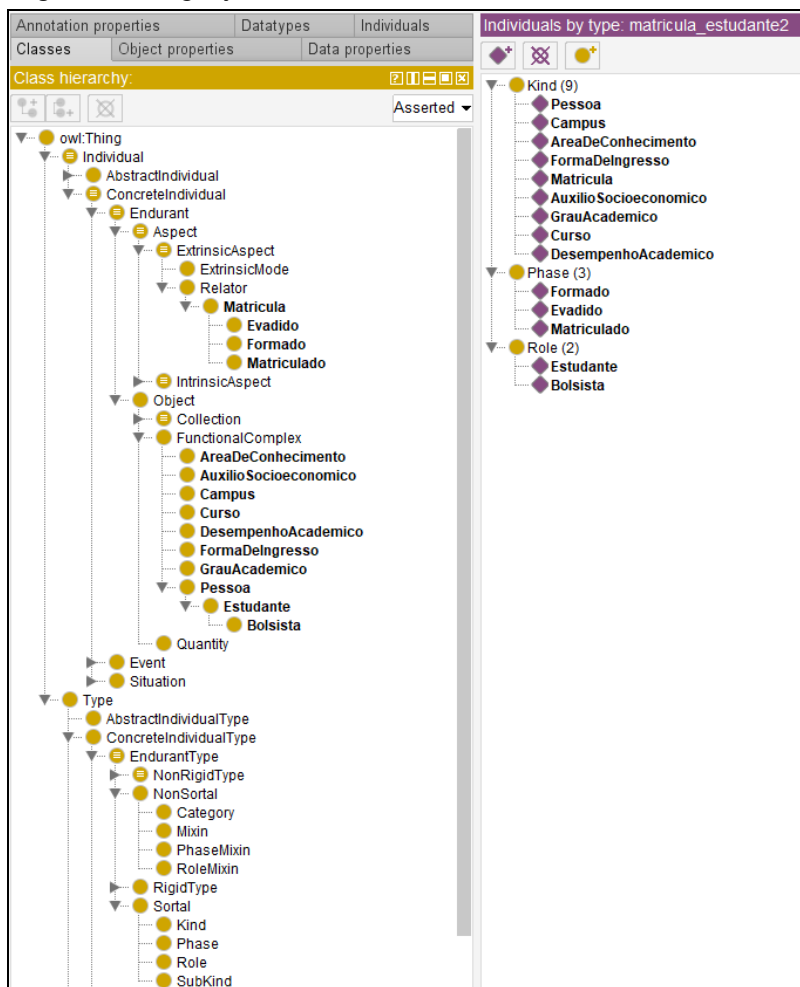 Annotation properties
Datatypes
Individuals
Classes
Object properties
Data properties
Class hierarchy:
Asserted
owl:Thing
Individual
AbstractIndividual
ConcreteIndividual
Endurant
Aspect
ExtrinsicAspect
ExtrinsicMode
Relator
Matricula
Evadido
Formado
Matriculado
IntrinsicAspect
Object
Collection
FunctionalComplex
AreaDeConhecimento
AuxilioSocioeconomico
Campus
Curso
DesempenhoAcademico
FormaDeIngresso
GrauAcademico
Pessoa
Estudante
Bolsista
Quantity
Event
Situation
Type
AbstractIndividualType
ConcreteIndividualType
EndurantType
NonRigidType
NonSortal
Category
Mixin
PhaseMixin
RoleMixin
RigidType
Sortal
Kind
Phase
Role
SubKind
Individuals by type: matricula_estudante2
Kind (9)
Pessoa
Campus
AreaDeConhecimento
FormaDeIngresso
Matricula
AuxilioSocioeconomico
GrauAcademico
Curso
DesempenhoAcademico
Phase (3)
Formado
Evadido
Matriculado
Role (2)
Estudante
Bolsista